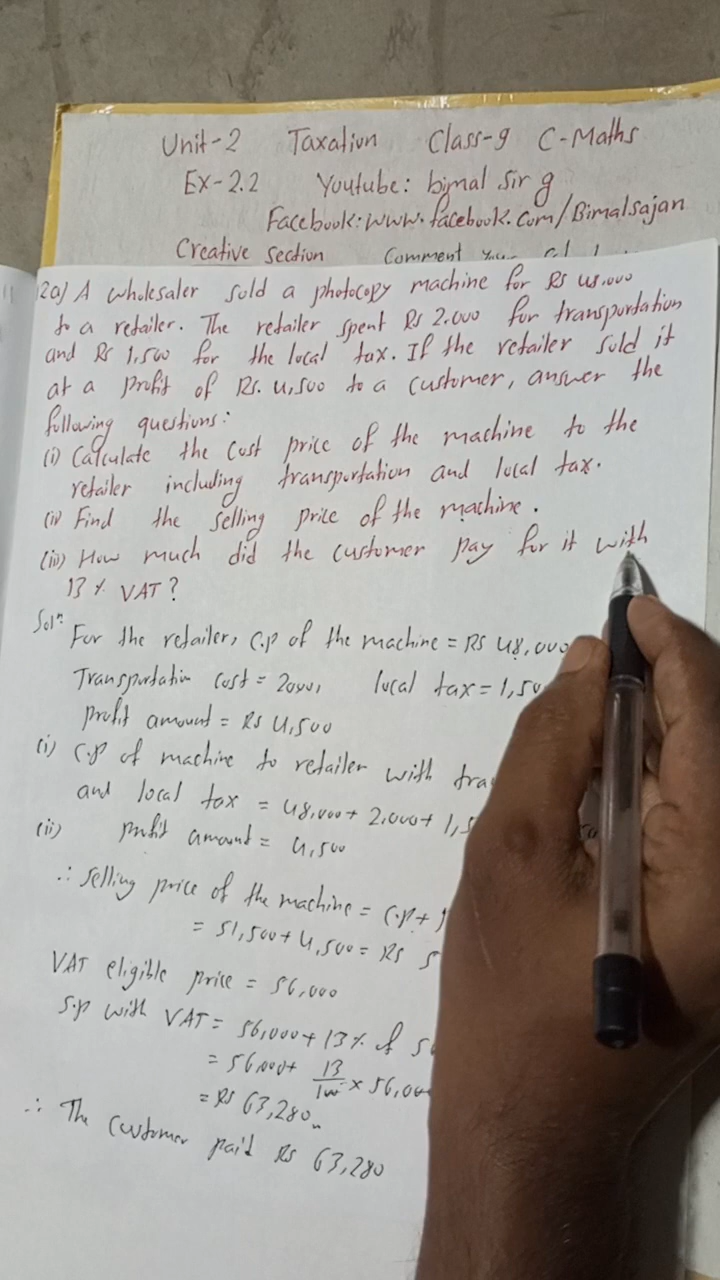 Unit-2 Taxation Class-9 C-Maths
Ex-2.2 Youtube: bimal sir g
Facebook:www.facebook.com/Bimalsajan
Creative section Comment
12a) A wholesaler sold a photocopy machine for Rs 48,000
to a retailer. The retailer spent Rs 2,000 for transportation
and Rs 1,500 for the local tax. If the retailer sold it
at a profit of Rs. 4,500 to a customer, answer the
following questions:
(i) Calculate the cost price of the machine to the
retailer including transportation and local tax.
(ii) Find the selling price of the machine.
(iii) How much did the customer pay for it with
13% VAT?
Solⁿ
For the retailer, C.P of the machine = Rs 48,000
Transportation cost = 2000, local tax = 1,50
profit amount = Rs 4,500
(i) C.P of machine to retailer with tra
and local tax = 48,000 + 2,000 + 1,5
(ii) profit amount = 4,500
∴ Selling price of the machine = C.P +
= 51,500 + 4,500 = Rs 5
VAT eligible price = 56,000
S.P with VAT = 56,000 + 13% of 5
= 56,000 + 13/100 × 56,00
= Rs 63,280
∴ The customer paid Rs 63,280